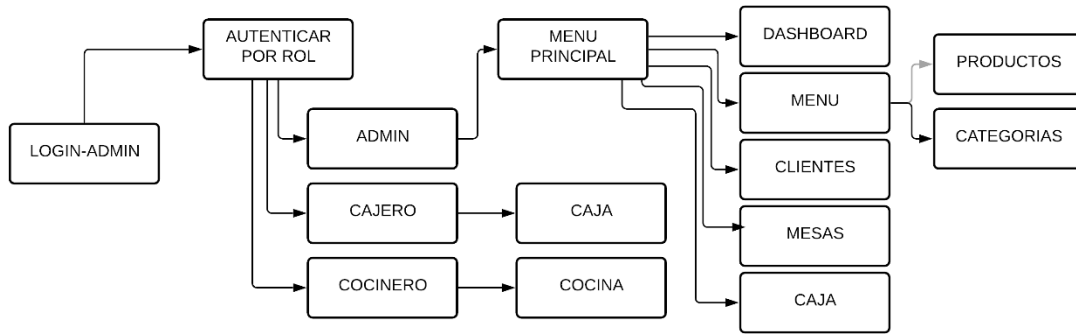 LOGIN-ADMIN
AUTENTICAR
POR ROL
ADMIN
CAJERO
COCINERO
MENU
PRINCIPAL
CAJA
COCINA
DASHBOARD
MENU
CLIENTES
MESAS
CAJA
PRODUCTOS
CATEGORIAS